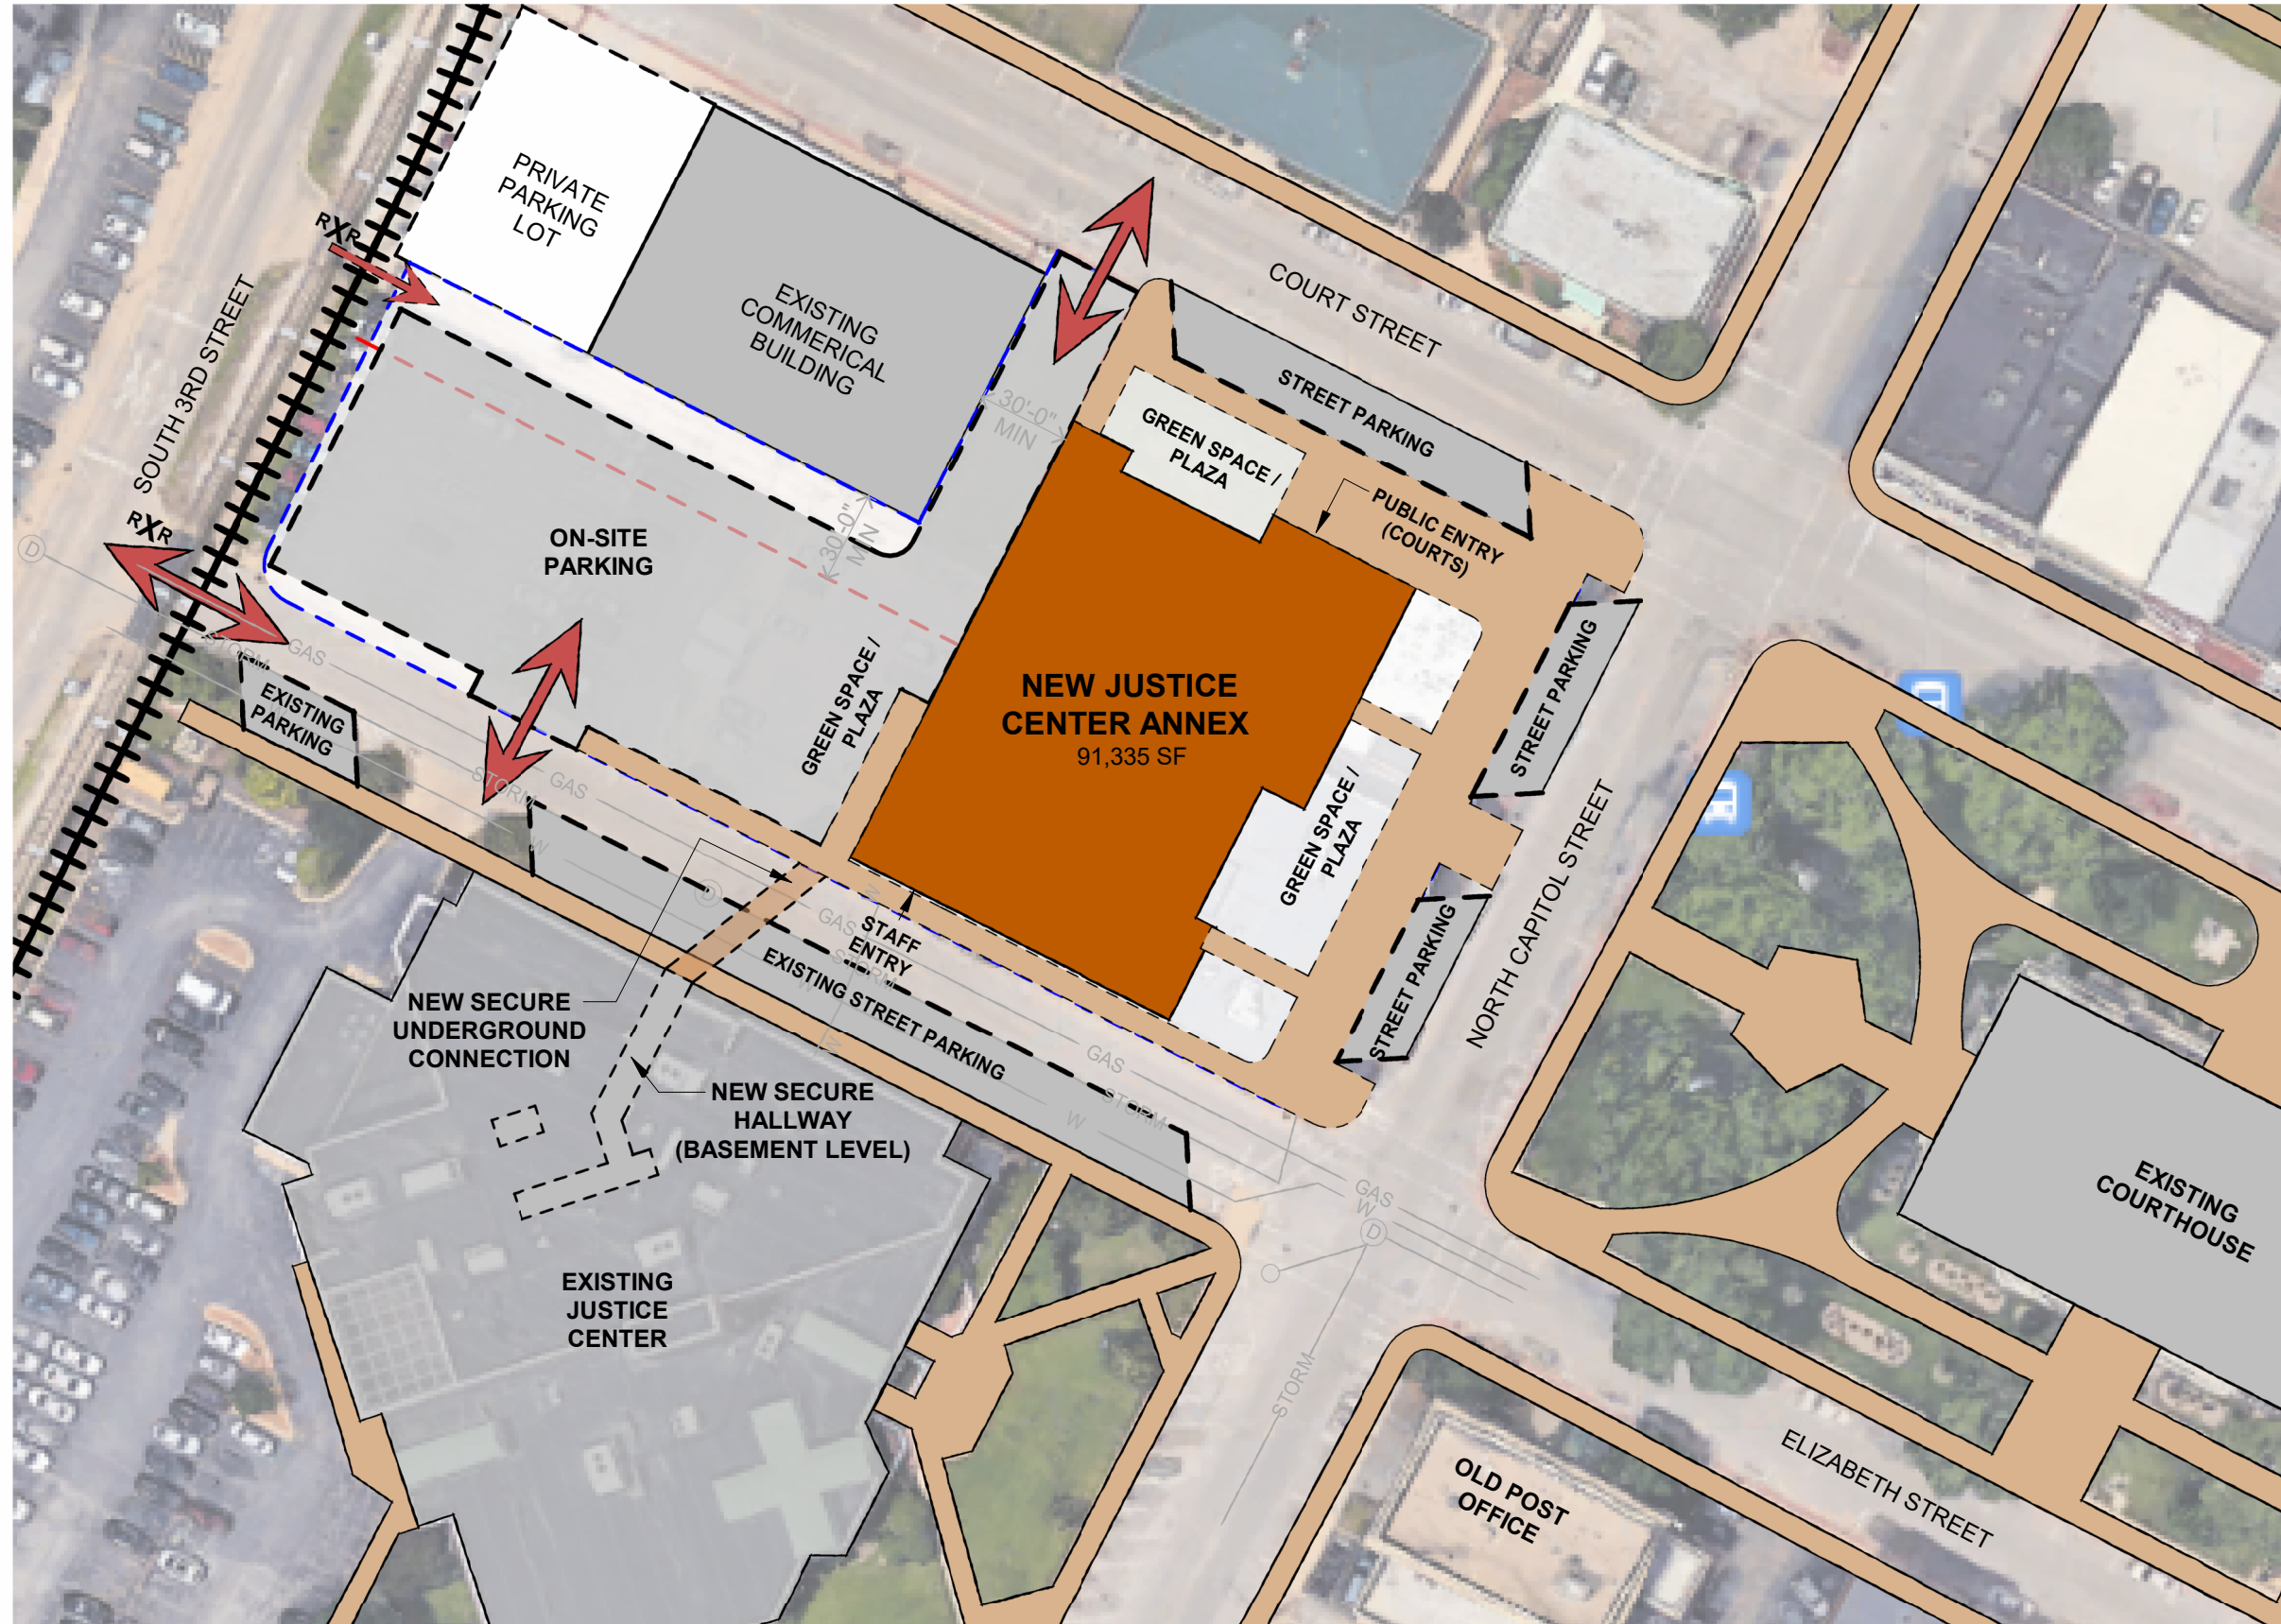 PRIVATE
PARKING
LOT
EXISTING
COMMERICAL
BUILDING
COURT STREET
RXR
SOUTH 3RD STREET
30'-0"
MIN
STREET PARKING
GREEN SPACE /
PLAZA
PUBLIC ENTRY
(COURTS)
RXR
D
ON-SITE
PARKING
30'-0"
MIN
STREET PARKING
GAS
STORM
EXISTING
PARKING
GREEN SPACE /
PLAZA
NEW JUSTICE
CENTER ANNEX
91,335 SF
GREEN SPACE /
PLAZA
NORTH CAPITOL STREET
STORM
GAS
W
D
W
GAS
STAFF
ENTRY
STORM
STREET PARKING
EXISTING STREET PARKING
W
W
NEW SECURE
UNDERGROUND
CONNECTION
NEW SECURE
HALLWAY
(BASEMENT LEVEL)
GAS
STORM
W
GAS
W
D
EXISTING
COURTHOUSE
EXISTING
JUSTICE
CENTER
STORM
OLD POST
OFFICE
ELIZABETH STREET